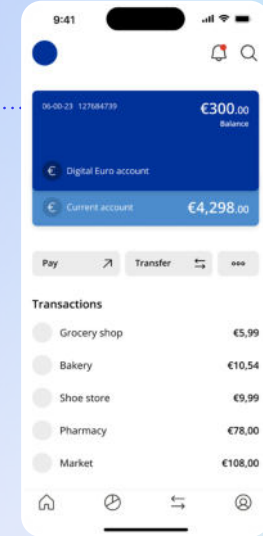 9:41
06-00-23 127684739
€300.00
Balance
€ Digital Euro account
€ Current account €4,298.00
Pay Transfer
Transactions
Grocery shop €5,99
Bakery €10,54
Shoe store €9,99
Pharmacy €78,00
Market €108,00